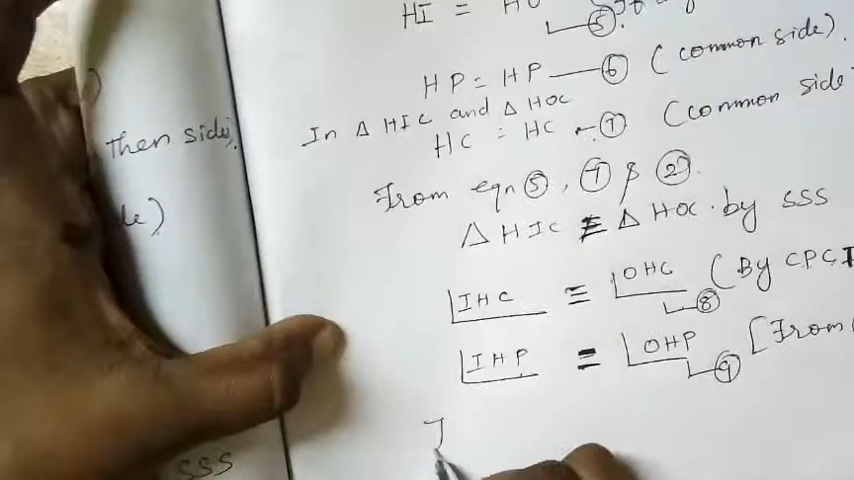 then side,
sss
HI =
HP = HP — ⑥ (common side).
In Δ HIC and Δ HOC
HC = HC — ⑦ (common side
From eqn ⑤, ⑦ & ②
Δ HIC ≡ Δ HOC. by SSS
∠IHC ≡ ∠OHC (By CPCT
⑧
∠IHP ≡ ∠OHP [From
⑨